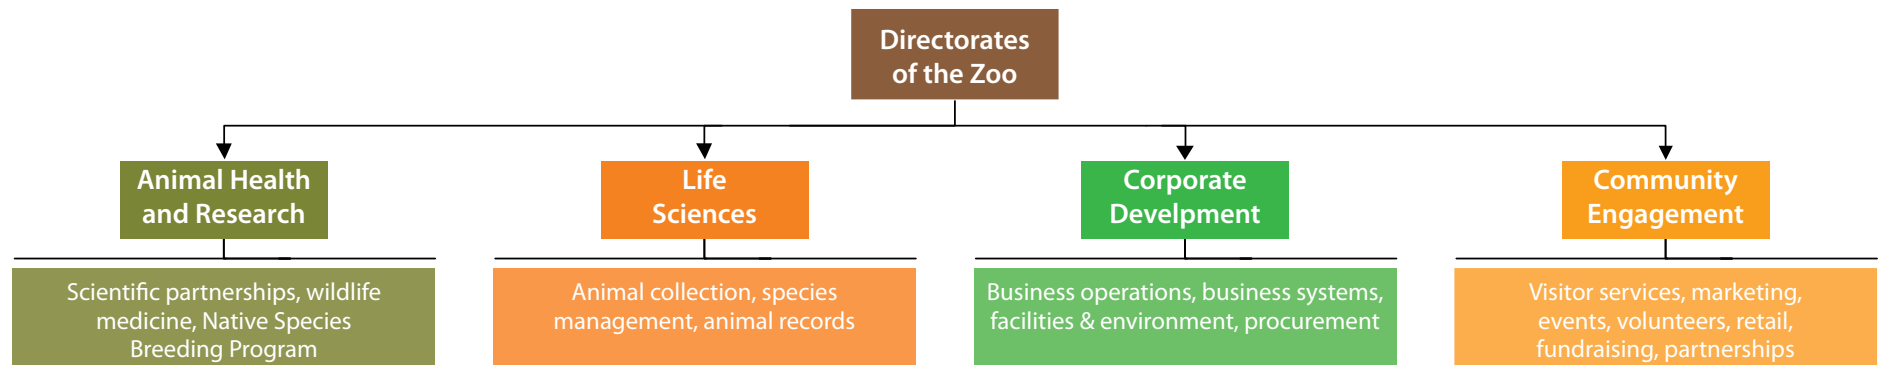 Directorates
of the Zoo
Animal Health
and Research
Life
Sciences
Corporate
Develpment
Community
Engagement
Scientific partnerships, wildlife
medicine, Native Species
Breeding Program
Animal collection, species
management, animal records
Business operations, business systems,
facilities & environment, procurement
Visitor services, marketing,
events, volunteers, retail,
fundraising, partnerships